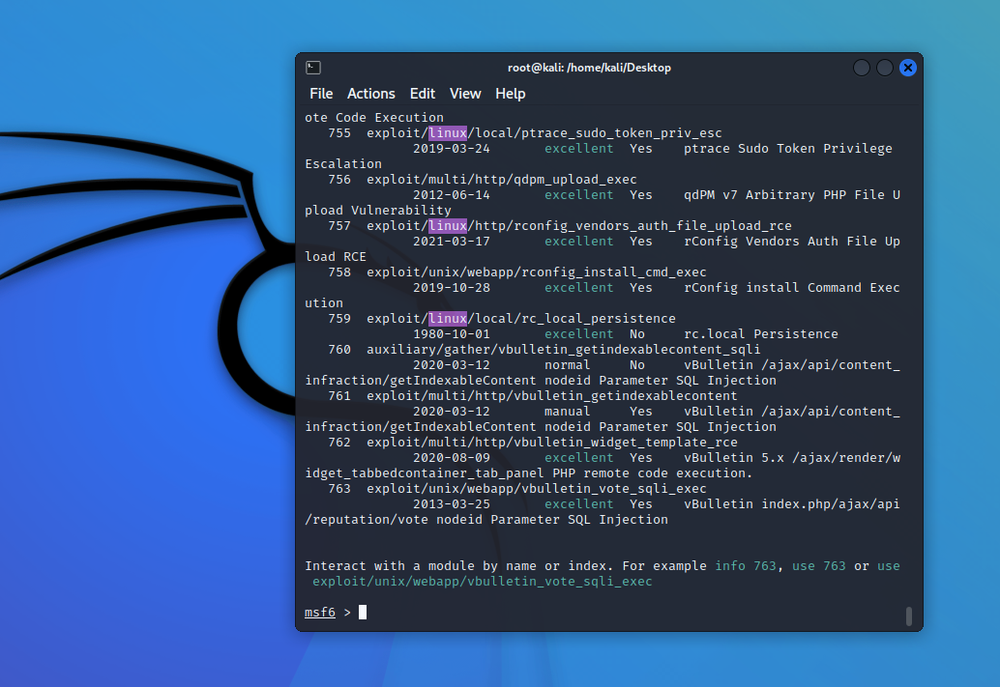 root@kali: /home/kali/Desktop
File Actions Edit View Help
ote Code Execution
755 exploit/linux/local/ptrace_sudo_token_priv_esc
2019-03-24 excellent Yes ptrace Sudo Token Privilege
Escalation
756 exploit/multi/http/qdpm_upload_exec
2012-06-14 excellent Yes qdPM v7 Arbitrary PHP File U
pload Vulnerability
757 exploit/linux/http/rconfig_vendors_auth_file_upload_rce
2021-03-17 excellent Yes rConfig Vendors Auth File Up
load RCE
758 exploit/unix/webapp/rconfig_install_cmd_exec
2019-10-28 excellent Yes rConfig install Command Exec
ution
759 exploit/linux/local/rc_local_persistence
1980-10-01 excellent No rc.local Persistence
760 auxiliary/gather/vbulletin_getindexablecontent_sqli
2020-03-12 normal No vBulletin /ajax/api/content_
infraction/getIndexableContent nodeid Parameter SQL Injection
761 exploit/multi/http/vbulletin_getindexablecontent
2020-03-12 manual Yes vBulletin /ajax/api/content_
infraction/getIndexableContent nodeid Parameter SQL Injection
762 exploit/multi/http/vbulletin_widget_template_rce
2020-08-09 excellent Yes vBulletin 5.x /ajax/render/w
idget_tabbedcontainer_tab_panel PHP remote code execution.
763 exploit/unix/webapp/vbulletin_vote_sqli_exec
2013-03-25 excellent Yes vBulletin index.php/ajax/api
/reputation/vote nodeid Parameter SQL Injection
Interact with a module by name or index. For example info 763, use 763 or use
exploit/unix/webapp/vbulletin_vote_sqli_exec
msf6 >